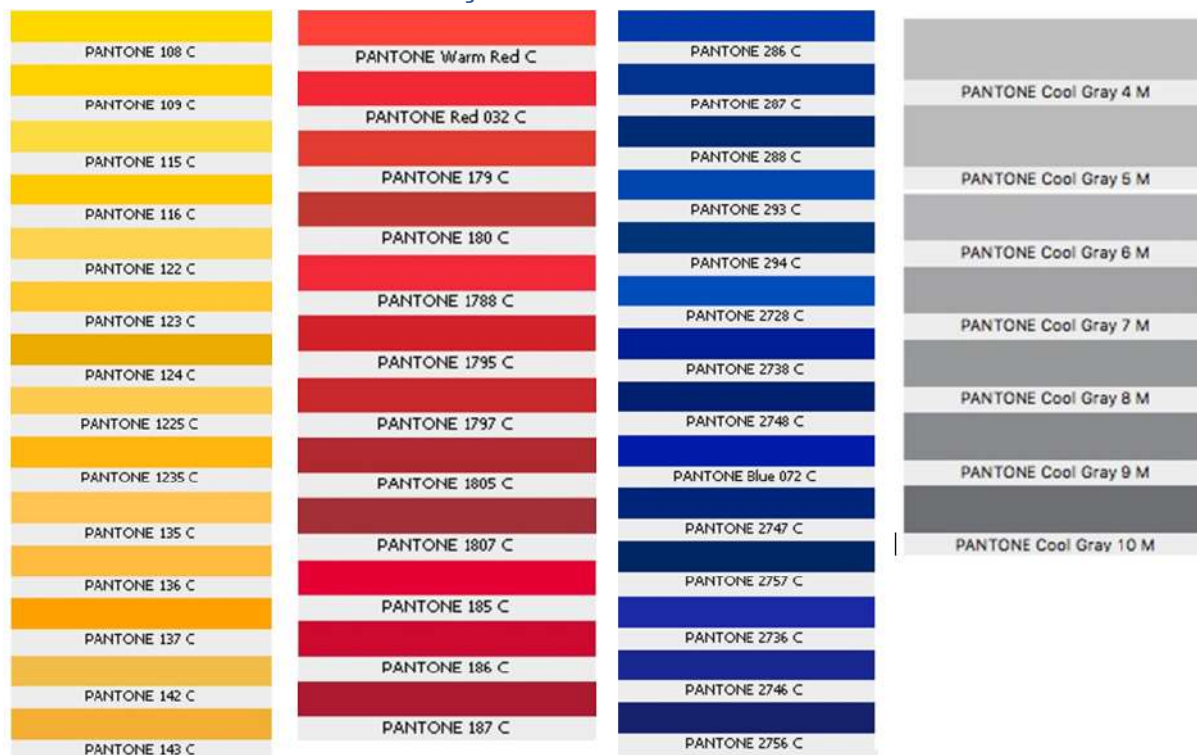 PANTONE 108 C
PANTONE 109 C
PANTONE 115 C
PANTONE 116 C
PANTONE 122 C
PANTONE 123 C
PANTONE 124 C
PANTONE 1225 C
PANTONE 1235 C
PANTONE 135 C
PANTONE 136 C
PANTONE 137 C
PANTONE 142 C
PANTONE 143 C
PANTONE Warm Red C
PANTONE Red 032 C
PANTONE 179 C
PANTONE 180 C
PANTONE 1788 C
PANTONE 1795 C
PANTONE 1797 C
PANTONE 1805 C
PANTONE 1807 C
PANTONE 185 C
PANTONE 186 C
PANTONE 187 C
PANTONE 286 C
PANTONE 287 C
PANTONE 288 C
PANTONE 293 C
PANTONE 294 C
PANTONE 2728 C
PANTONE 2738 C
PANTONE 2748 C
PANTONE Blue 072 C
PANTONE 2747 C
PANTONE 2757 C
PANTONE 2736 C
PANTONE 2746 C
PANTONE 2756 C
PANTONE Cool Gray 4 M
PANTONE Cool Gray 5 M
PANTONE Cool Gray 6 M
PANTONE Cool Gray 7 M
PANTONE Cool Gray 8 M
PANTONE Cool Gray 9 M
PANTONE Cool Gray 10 M